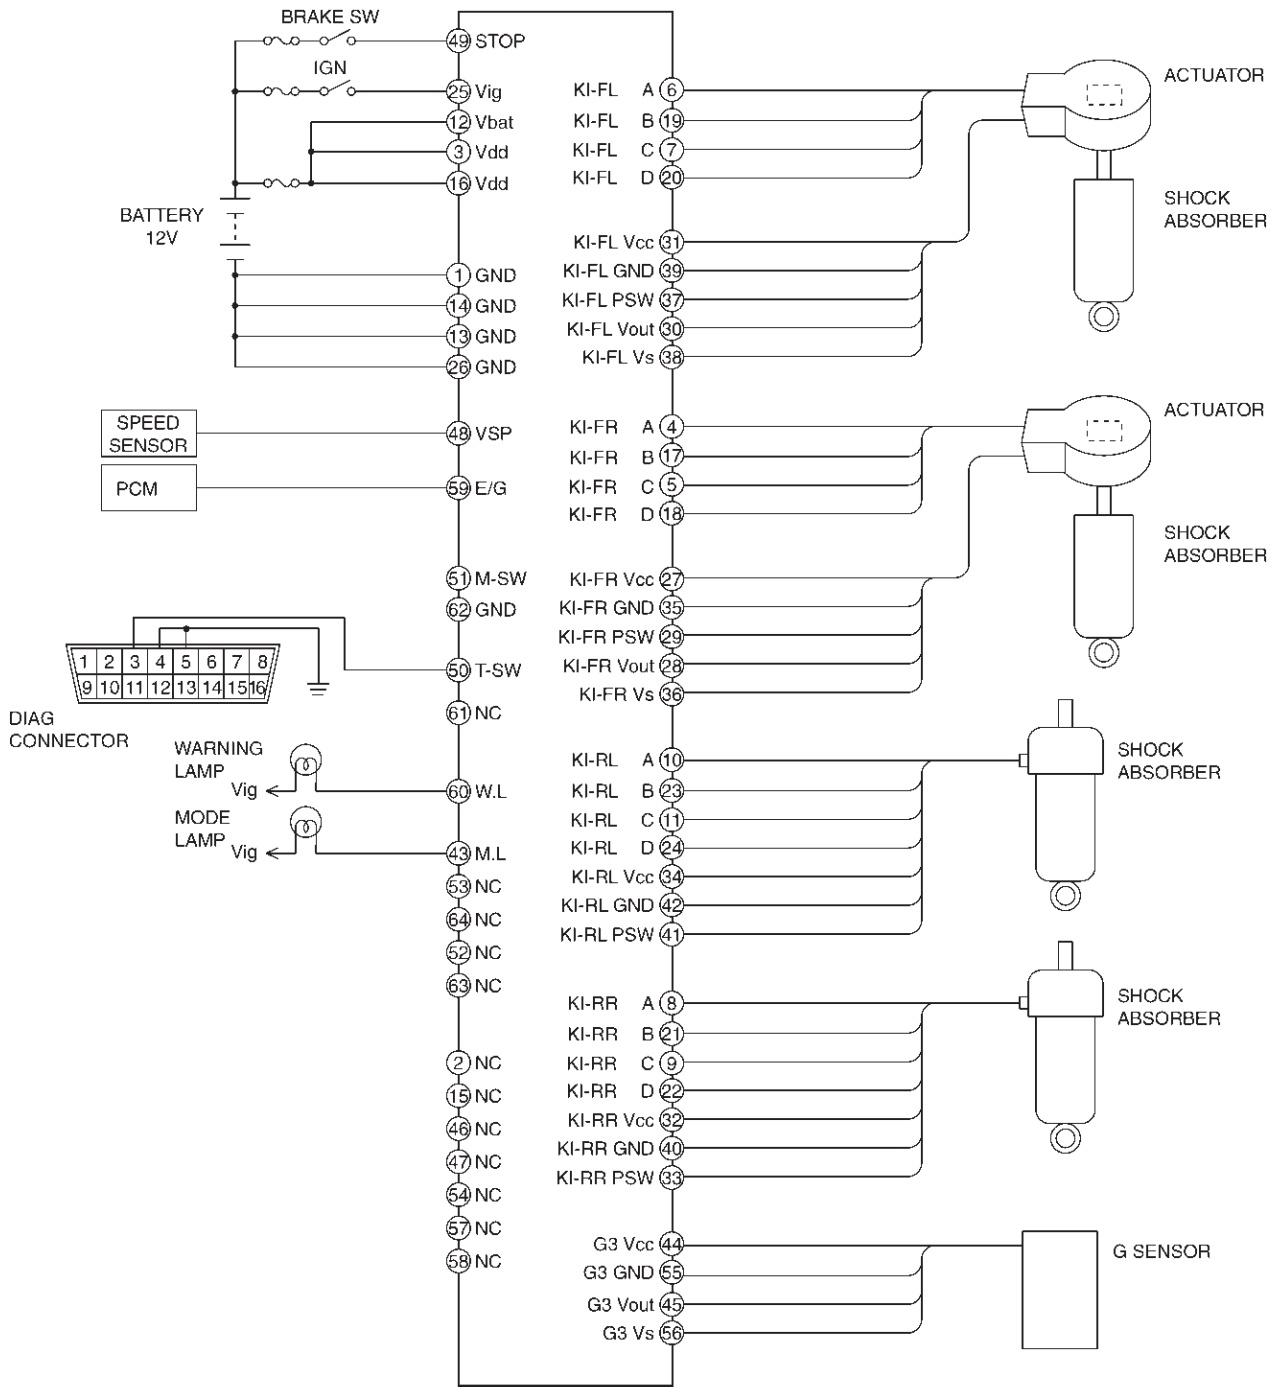 BRAKE SW
49 STOP
IGN
25 Vig
12 Vbat
3 Vdd
16 Vdd
BATTERY
12V
1 GND
14 GND
13 GND
26 GND
SPEED
SENSOR
48 VSP
PCM
59 E/G
51 M-SW
62 GND
1 2 3 4 5 6 7 8
9 10 11 12 13 14 15 16
50 T-SW
DIAG
CONNECTOR
61 NC
WARNING
LAMP
Vig
60 W.L
MODE
LAMP
Vig
43 M.L
53 NC
64 NC
52 NC
63 NC
2 NC
15 NC
46 NC
47 NC
54 NC
57 NC
58 NC
KI-FL A 6
KI-FL B 19
KI-FL C 7
KI-FL D 20
KI-FL Vcc 31
KI-FL GND 39
KI-FL PSW 37
KI-FL Vout 30
KI-FL Vs 38
KI-FR A 4
KI-FR B 17
KI-FR C 5
KI-FR D 18
KI-FR Vcc 27
KI-FR GND 35
KI-FR PSW 29
KI-FR Vout 28
KI-FR Vs 36
KI-RL A 10
KI-RL B 23
KI-RL C 11
KI-RL D 24
KI-RL Vcc 34
KI-RL GND 42
KI-RL PSW 41
KI-RR A 8
KI-RR B 21
KI-RR C 9
KI-RR D 22
KI-RR Vcc 32
KI-RR GND 40
KI-RR PSW 33
G3 Vcc 44
G3 GND 55
G3 Vout 45
G3 Vs 56
ACTUATOR
SHOCK
ABSORBER
ACTUATOR
SHOCK
ABSORBER
SHOCK
ABSORBER
SHOCK
ABSORBER
G SENSOR